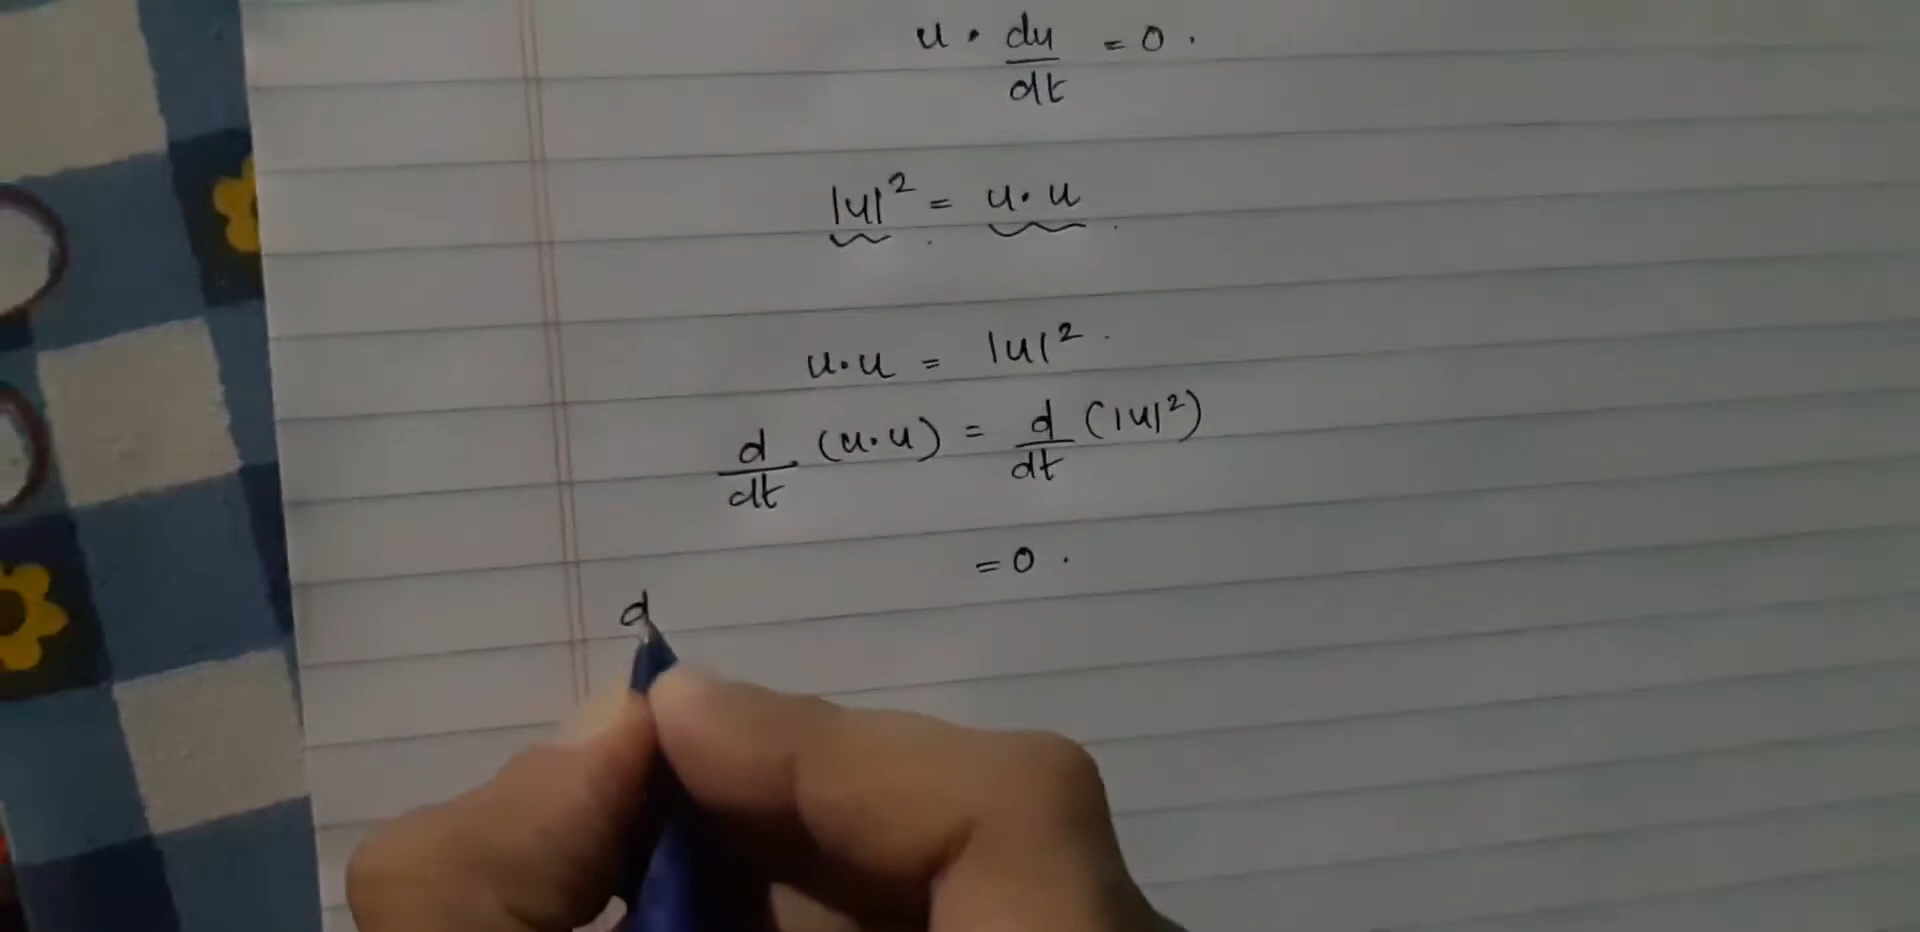 u · du/dt = 0 .
|u|² = u · u .
u · u = |u|² .
d/dt (u · u) = d/dt (|u|²)
= 0 .
d